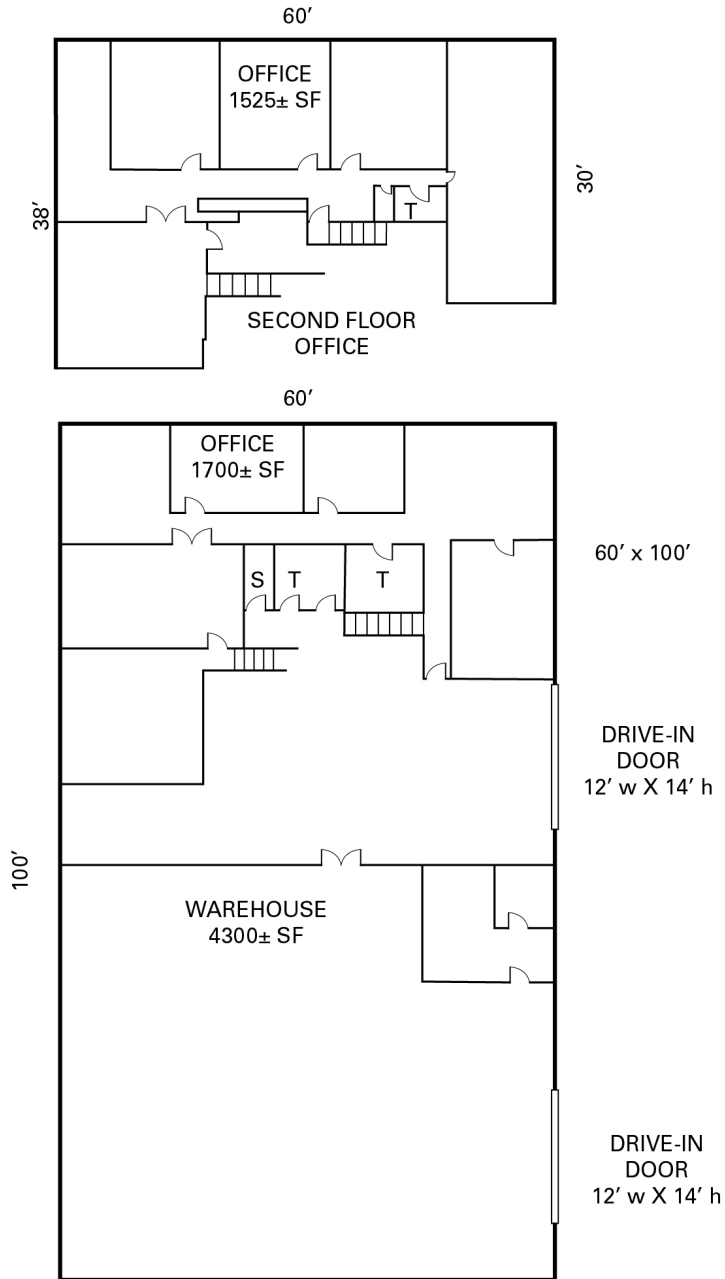 60’
OFFICE
1525± SF
30’
38’
T
SECOND FLOOR
OFFICE
60’
OFFICE
1700± SF
60’ x 100’
S
T
T
DRIVE-IN
DOOR
12’ w X 14’ h
100’
WAREHOUSE
4300± SF
DRIVE-IN
DOOR
12’ w X 14’ h